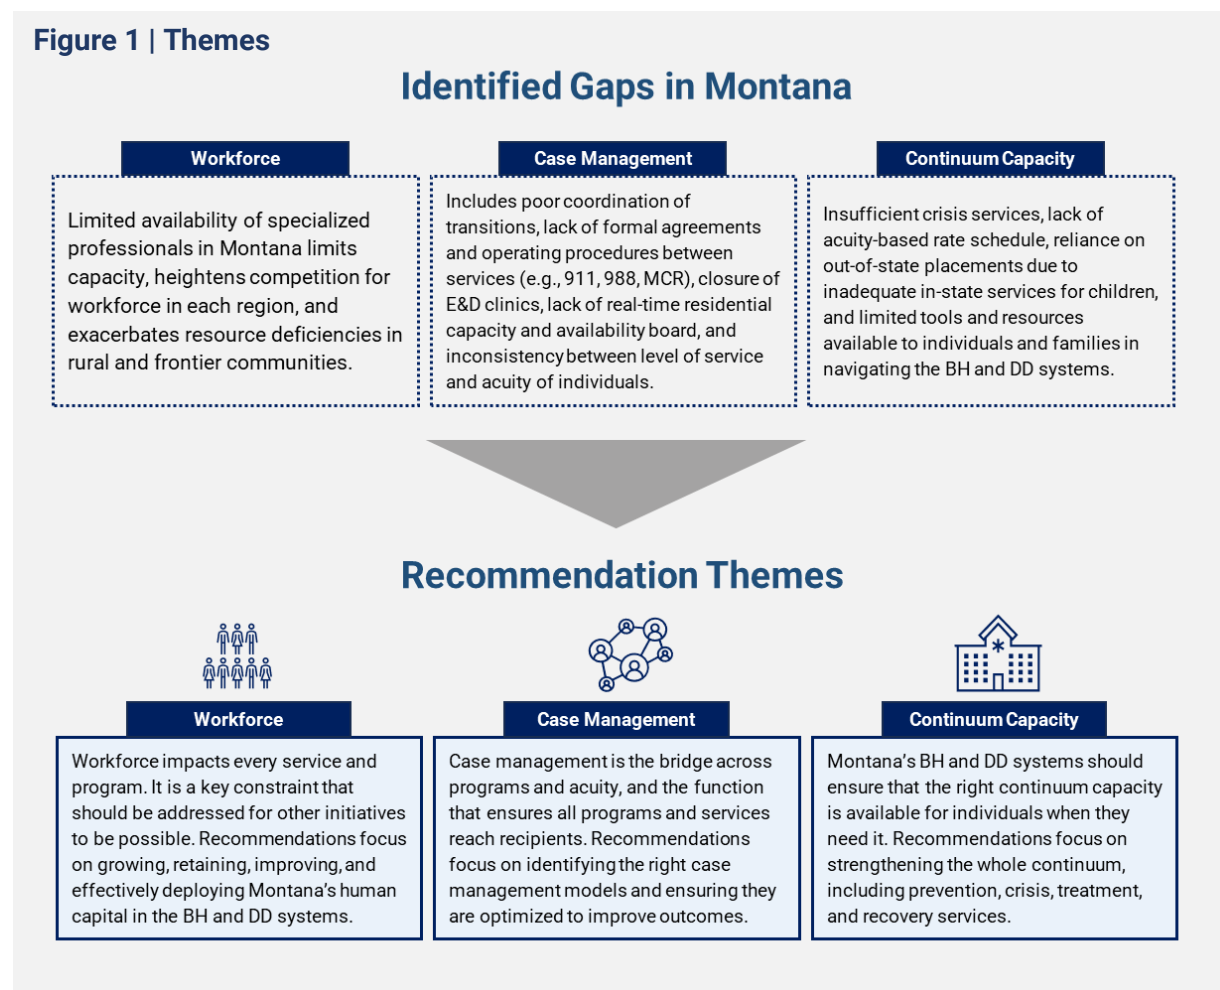 Figure 1 | Themes
Identified Gaps in Montana
Workforce
Limited availability of specialized
professionals in Montana limits
capacity, heightens competition for
workforce in each region, and
exacerbates resource deficiencies in
rural and frontier communities.
Case Management
Includes poor coordination of
transitions, lack of formal agreements
and operating procedures between
services (e.g., 911, 988, MCR), closure of
E&D clinics, lack of real-time residential
capacity and availability board, and
inconsistency between level of service
and acuity of individuals.
Continuum Capacity
Insufficient crisis services, lack of
acuity-based rate schedule, reliance on
out-of-state placements due to
inadequate in-state services for children,
and limited tools and resources
available to individuals and families in
navigating the BH and DD systems.
Recommendation Themes
Workforce
Workforce impacts every service and
program. It is a key constraint that
should be addressed for other initiatives
to be possible. Recommendations focus
on growing, retaining, improving, and
effectively deploying Montana's human
capital in the BH and DD systems.
Case Management
Case management is the bridge across
programs and acuity, and the function
that ensures all programs and services
reach recipients. Recommendations
focus on identifying the right case
management models and ensuring they
are optimized to improve outcomes.
Continuum Capacity
Montana's BH and DD systems should
ensure that the right continuum capacity
is available for individuals when they
need it. Recommendations focus on
strengthening the whole continuum,
including prevention, crisis, treatment,
and recovery services.